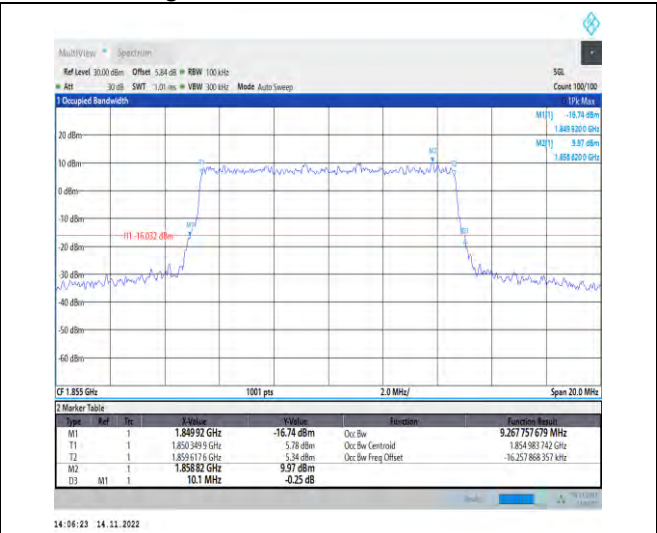 MultiView Spectrum
Ref Level 30.00 dBm Offset 5.84 dB RBW 100 kHz SGL
Att 30 dB SWT 1.01 ms VBW 300 kHz Mode Auto Sweep Count 100/100
1 Occupied Bandwidth 1Pk Max
M1[1] -16.74 dBm
1.849 9200 GHz
M2[1] 9.97 dBm
1.858 8200 GHz
20 dBm
M2
10 dBm
T1
T2
0 dBm
-10 dBm
M1
H1 -16.032 dBm
D3
-20 dBm
-30 dBm
-40 dBm
-50 dBm
-60 dBm
CF 1.855 GHz 1001 pts 2.0 MHz/ Span 20.0 MHz
2 Marker Table
Type Ref Trc X-Value Y-Value Function Function Result
M1 1 1.849 92 GHz -16.74 dBm Occ Bw 9.267 757 679 MHz
T1 1 1.850 349 9 GHz 5.78 dBm Occ Bw Centroid 1.854 983 742 GHz
T2 1 1.859 617 6 GHz 5.34 dBm Occ Bw Freq Offset -16.257 868 357 kHz
M2 1 1.858 82 GHz 9.97 dBm
D3 M1 1 10.1 MHz -0.25 dB
14:06:23 14.11.2022